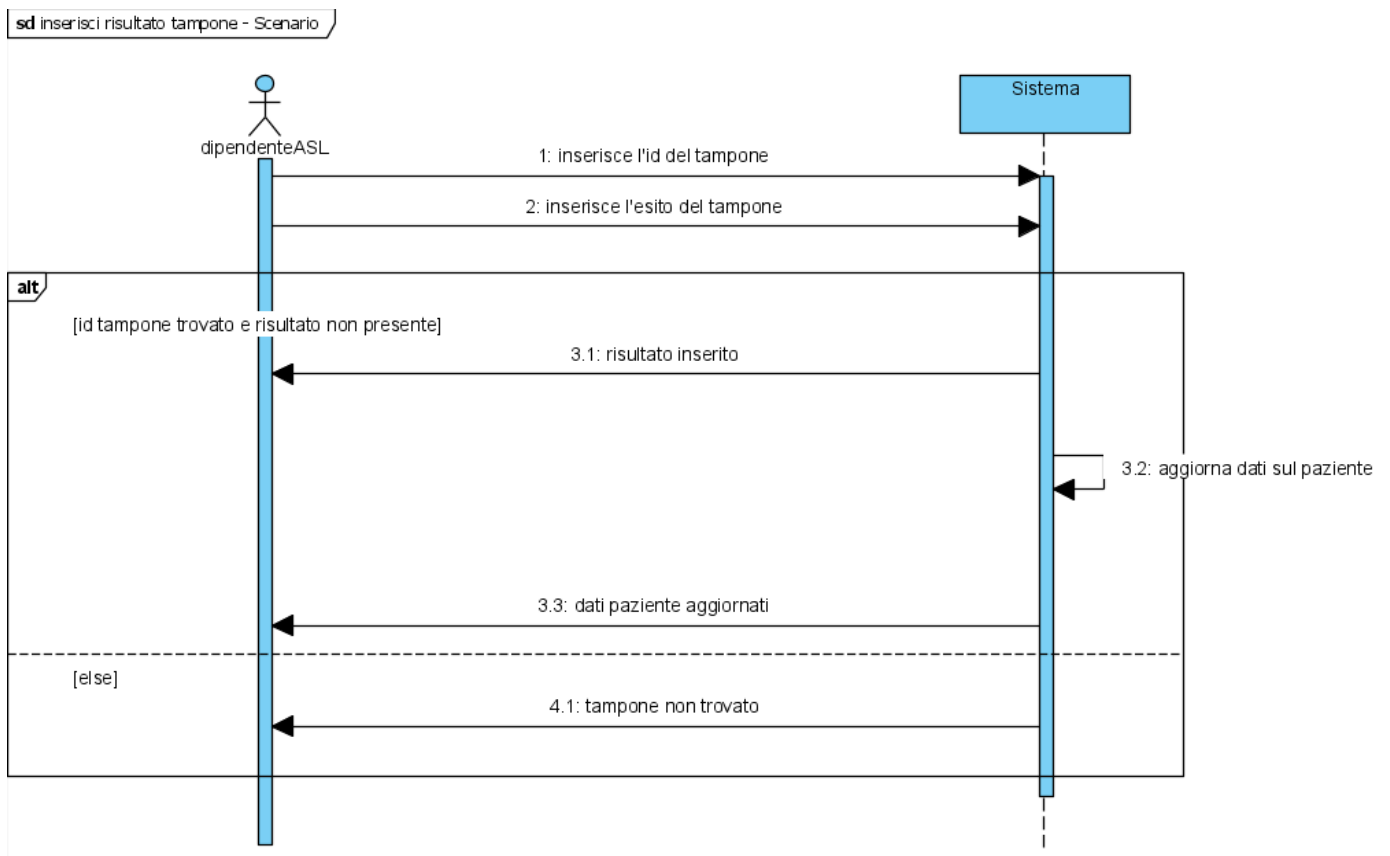 sd inserisci risultato tampone - Scenario
Sistema
dipendenteASL
1: inserisce l'id del tampone
2: inserisce l'esito del tampone
alt
[id tampone trovato e risultato non presente]
3.1: risultato inserito
3.2: aggiorna dati sul paziente
3.3: dati paziente aggiornati
[else]
4.1: tampone non trovato